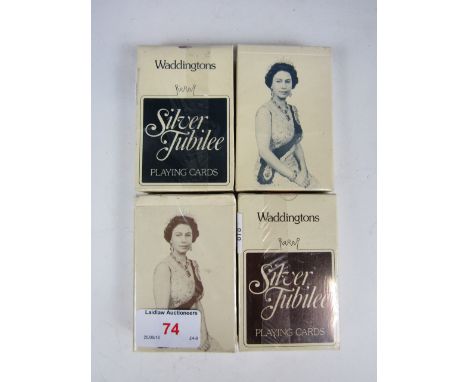 Waddingtons
Silver
Jubilee
PLAYING CARDS
Waddingtons
Silver
Jubilee
PLAYING CARDS
Laidlaw Auctioneers
74